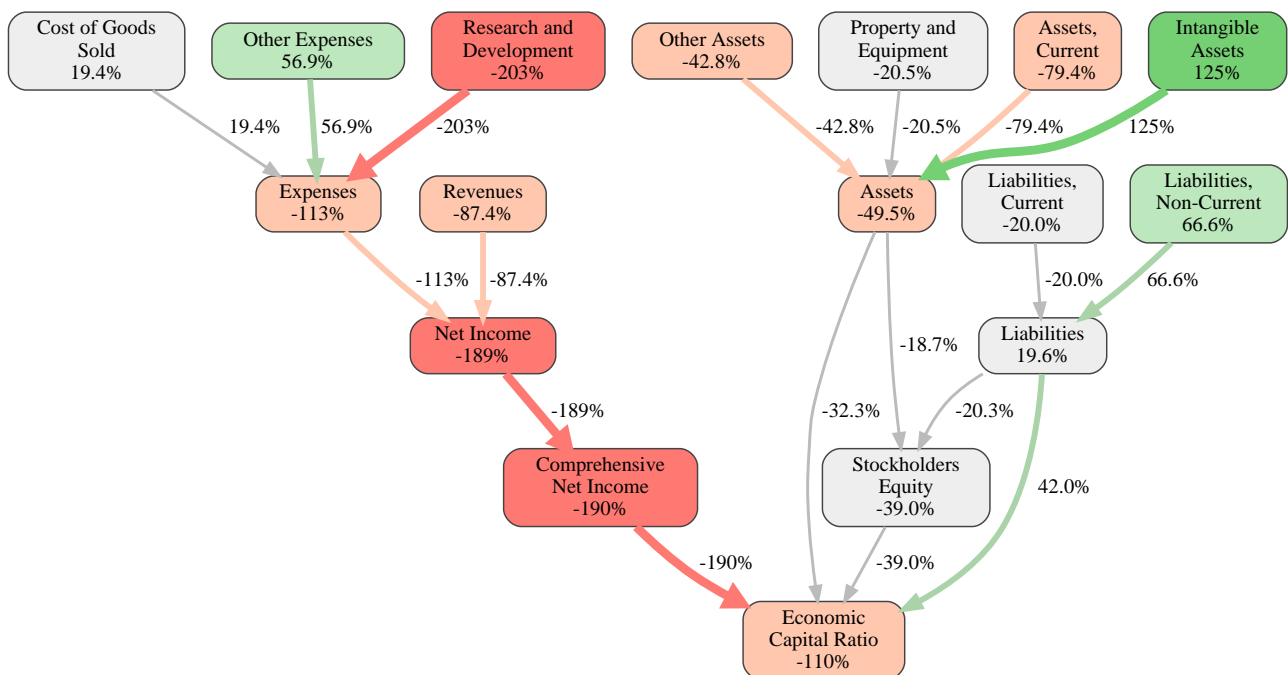 Cost of Goods
Sold
19.4%
Other Expenses
56.9%
Research and
Development
-203%
Other Assets
-42.8%
Property and
Equipment
-20.5%
Assets,
Current
-79.4%
Intangible
Assets
125%
19.4%
56.9%
-203%
-42.8%
-20.5%
-79.4%
125%
Expenses
-113%
Revenues
-87.4%
Assets
-49.5%
Liabilities,
Current
-20.0%
Liabilities,
Non-Current
66.6%
-113%
-87.4%
-20.0%
66.6%
Net Income
-189%
-18.7%
Liabilities
19.6%
-189%
-32.3%
-20.3%
Comprehensive
Net Income
-190%
Stockholders
Equity
-39.0%
42.0%
-190%
-39.0%
Economic
Capital Ratio
-110%